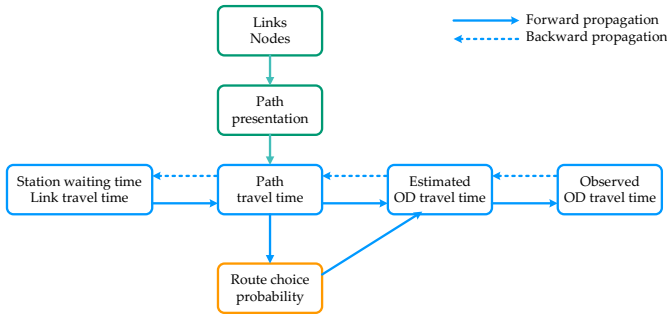 Links
Nodes
Forward propagation
Backward propagation
Path
presentation
Station waiting time
Link travel time
Path
travel time
Estimated
OD travel time
Observed
OD travel time
Route choice
probability